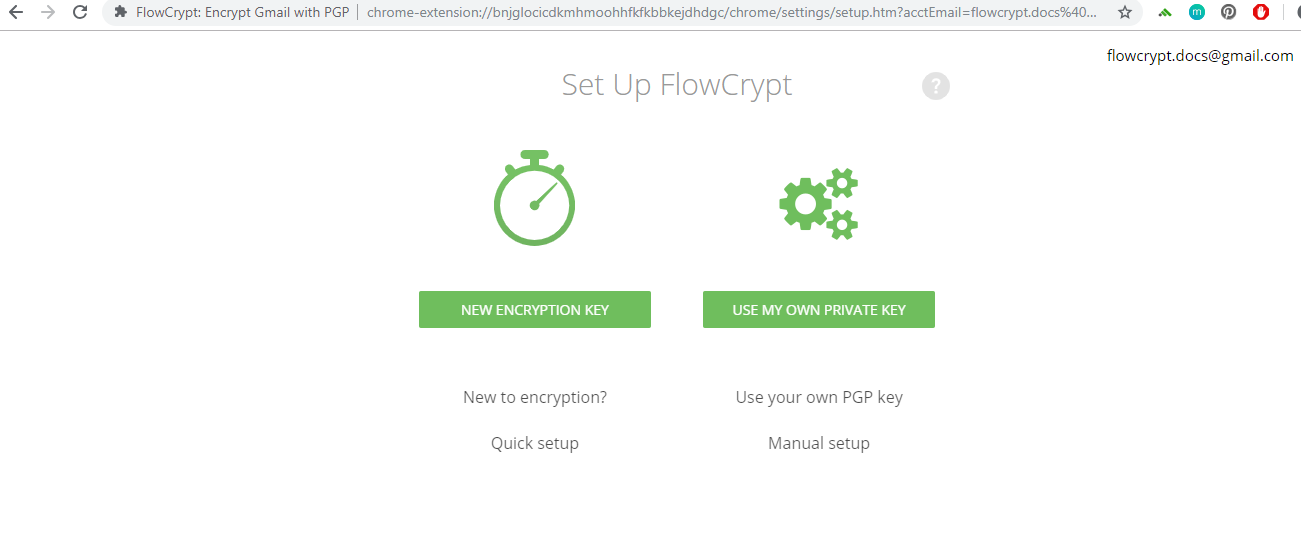 FlowCrypt: Encrypt Gmail with PGP | chrome-extension://bnjglocicdkmhmoohhfkfkbbkejdhdgc/chrome/settings/setup.htm?acctEmail=flowcrypt.docs%40...
m
flowcrypt.docs@gmail.com
Set Up FlowCrypt
?
NEW ENCRYPTION KEY USE MY OWN PRIVATE KEY
New to encryption? Use your own PGP key
Quick setup Manual setup